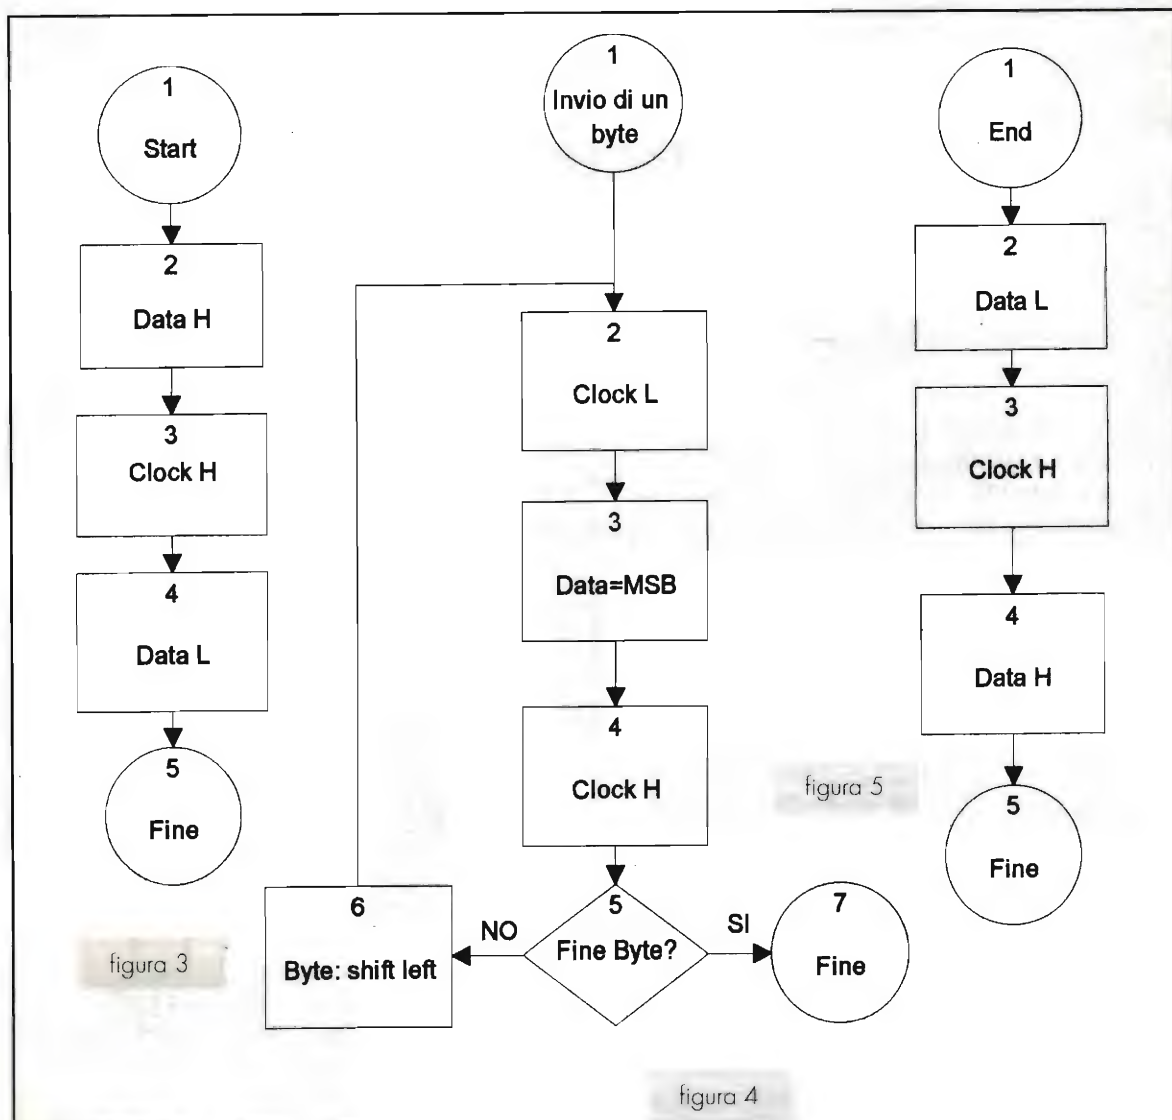 1
Start
2
Data H
3
Clock H
4
Data L
5
Fine
figura 3
1
Invio di un
byte
2
Clock L
3
Data=MSB
4
Clock H
5
Fine Byte?
NO
SI
6
Byte: shift left
7
Fine
figura 4
1
End
2
Data L
3
Clock H
4
Data H
5
Fine
figura 5